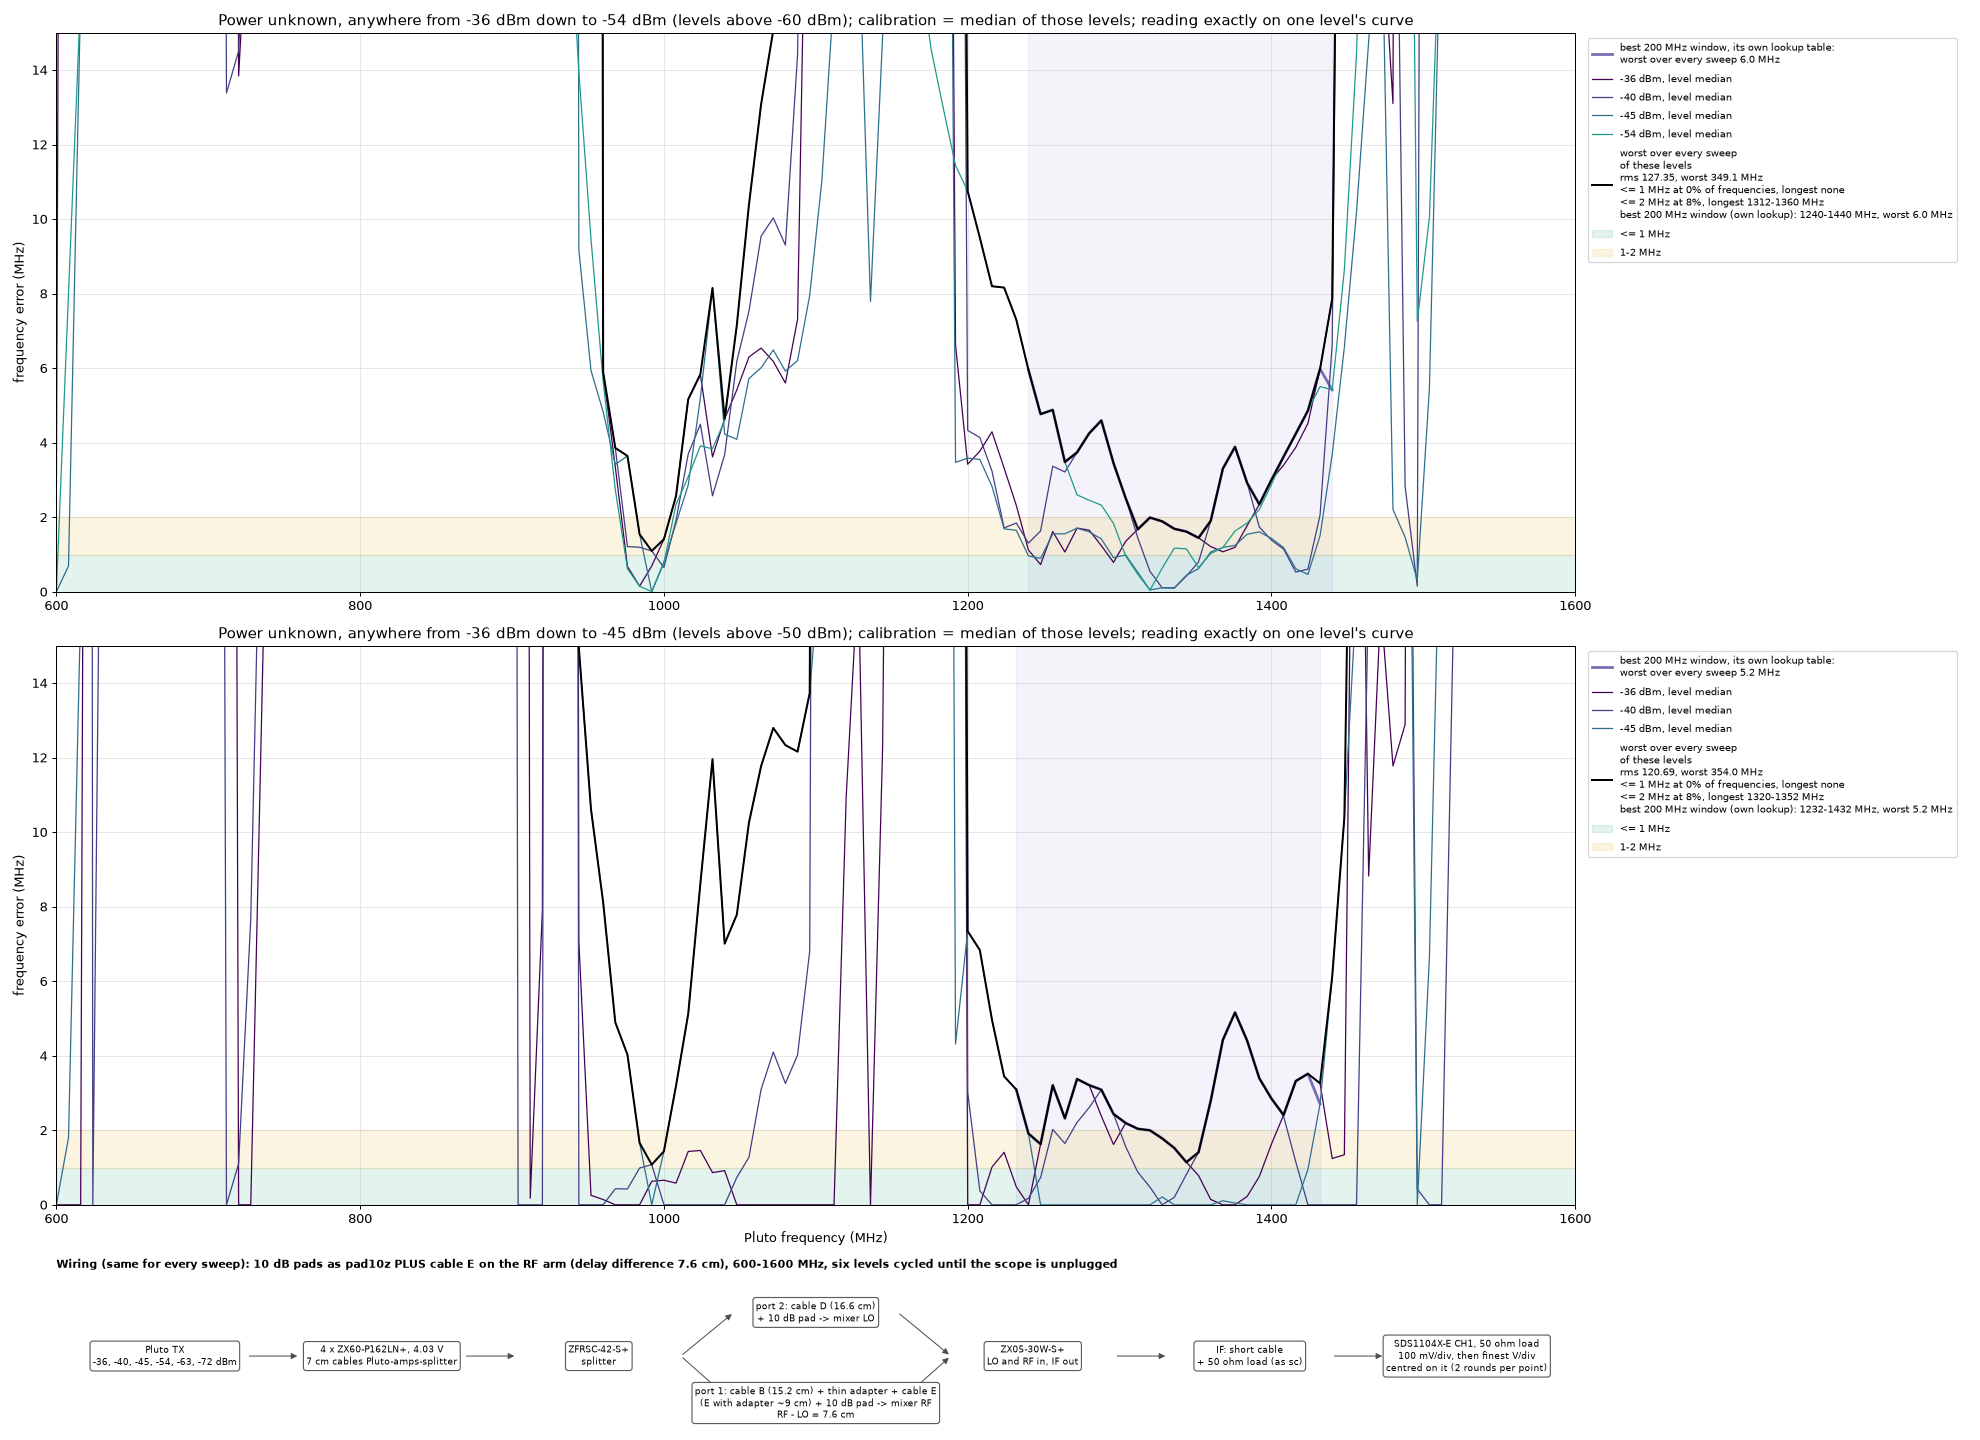 Power unknown, anywhere from -36 dBm down to -54 dBm (levels above -60 dBm); calibration = median of those levels; reading exactly on one level's curve
frequency error (MHz)
14
12
10
8
6
4
2
0
600
800
1000
1200
1400
1600
best 200 MHz window, its own lookup table:
worst over every sweep 6.0 MHz
-36 dBm, level median
-40 dBm, level median
-45 dBm, level median
-54 dBm, level median
worst over every sweep
of these levels
rms 127.35, worst 349.1 MHz
<= 1 MHz at 0% of frequencies, longest none
<= 2 MHz at 8%, longest 1312-1360 MHz
best 200 MHz window (own lookup): 1240-1440 MHz, worst 6.0 MHz
<= 1 MHz
1-2 MHz
Power unknown, anywhere from -36 dBm down to -45 dBm (levels above -50 dBm); calibration = median of those levels; reading exactly on one level's curve
frequency error (MHz)
14
12
10
8
6
4
2
0
600
800
1000
1200
1400
1600
Pluto frequency (MHz)
best 200 MHz window, its own lookup table:
worst over every sweep 5.2 MHz
-36 dBm, level median
-40 dBm, level median
-45 dBm, level median
worst over every sweep
of these levels
rms 120.69, worst 354.0 MHz
<= 1 MHz at 0% of frequencies, longest none
<= 2 MHz at 8%, longest 1320-1352 MHz
best 200 MHz window (own lookup): 1232-1432 MHz, worst 5.2 MHz
<= 1 MHz
1-2 MHz
Wiring (same for every sweep): 10 dB pads as pad10z PLUS cable E on the RF arm (delay difference 7.6 cm), 600-1600 MHz, six levels cycled until the scope is unplugged
Pluto TX
-36, -40, -45, -54, -63, -72 dBm
4 x ZX60-P162LN+, 4.03 V
7 cm cables Pluto-amps-splitter
ZFRSC-42-S+
splitter
port 2: cable D (16.6 cm)
+ 10 dB pad -> mixer LO
port 1: cable B (15.2 cm) + thin adapter + cable E
(E with adapter ~9 cm) + 10 dB pad -> mixer RF
RF - LO = 7.6 cm
ZX05-30W-S+
LO and RF in, IF out
IF: short cable
+ 50 ohm load (as sc)
SDS1104X-E CH1, 50 ohm load
100 mV/div, then finest V/div
centred on it (2 rounds per point)